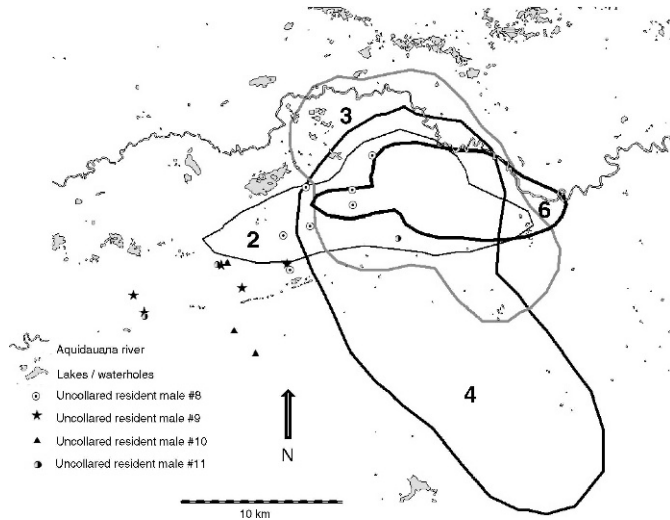 3
6
2
4
Aquidauana river
Lakes / waterholes
Uncollared resident male #8
Uncollared resident male #9
Uncollared resident male #10
Uncollared resident male #11
N
10 km